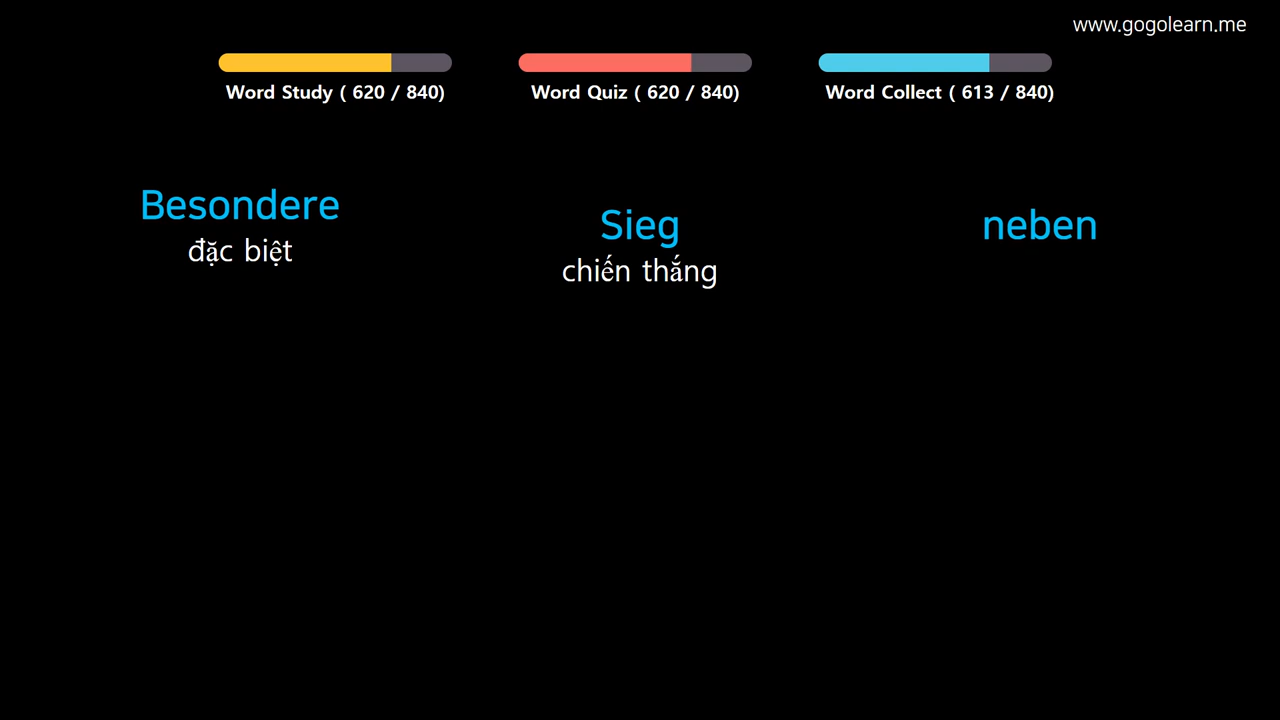 www.gogolearn.me
Word Study ( 620 / 840)
Word Quiz ( 620 / 840)
Word Collect ( 613 / 840)
Besondere
đặc biệt
Sieg
chiến thắng
neben